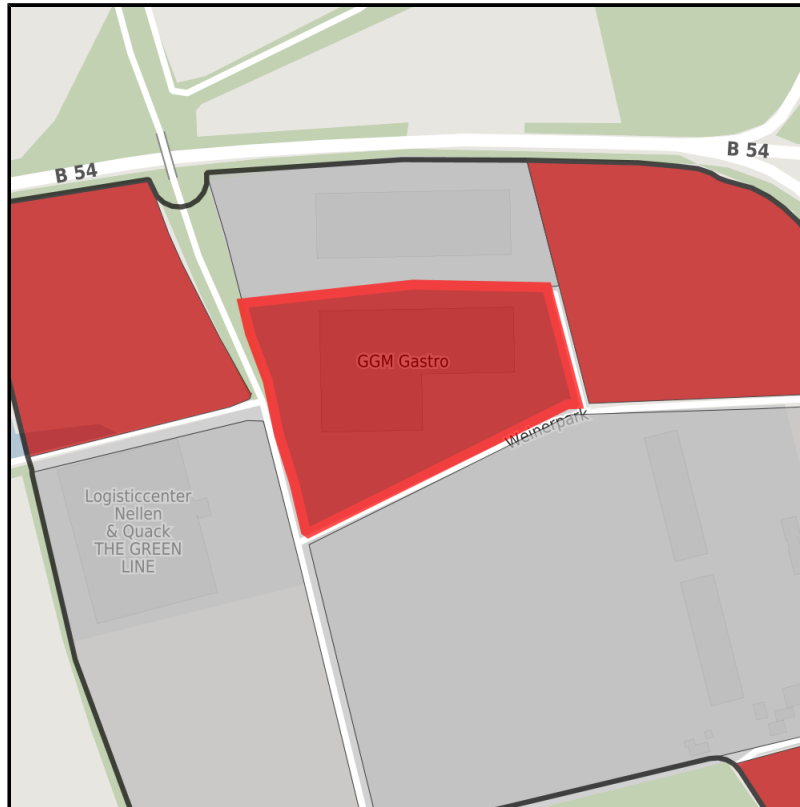 B 54
B 54
GGM Gastro
Weinerpark
Logisticcenter
Nellen
& Quack
THE GREEN
LINE